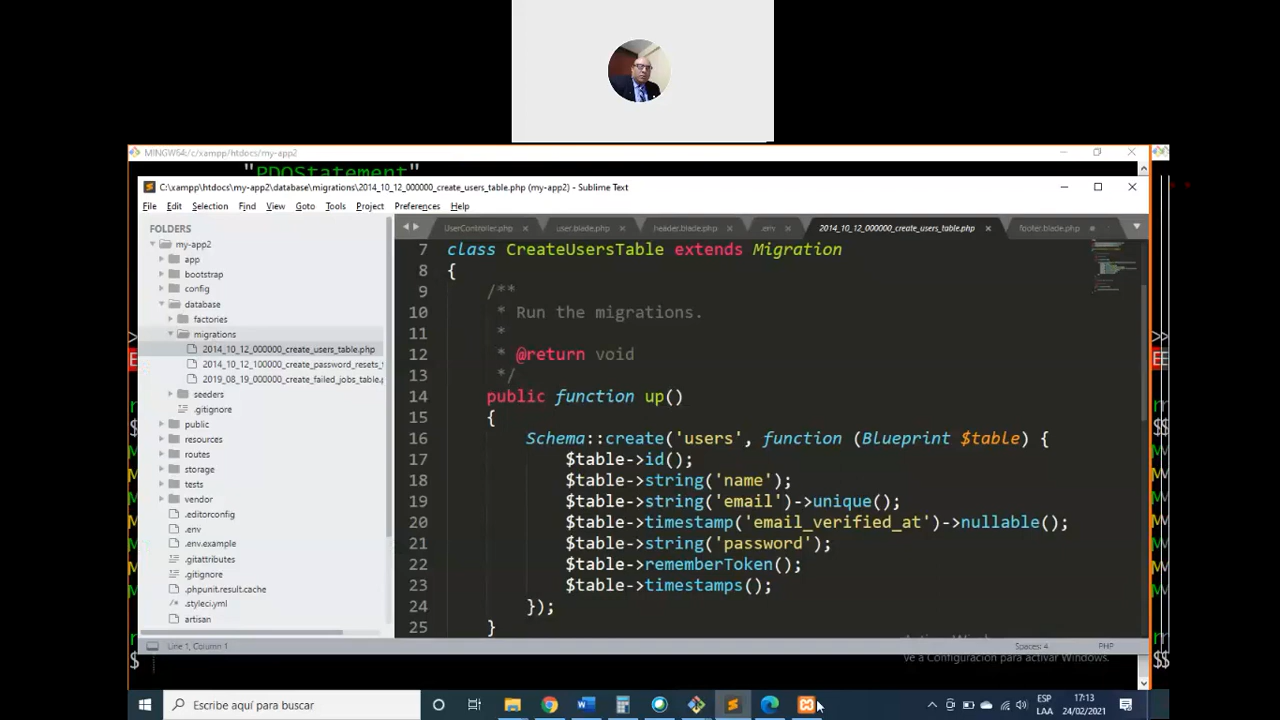 MINGW64:/c/xampp/htdocs/my-app2
"PDOStatement"
C:\xampp\htdocs\my-app2\database\migrations\2014_10_12_000000_create_users_table.php (my-app2) - Sublime Text
File Edit Selection Find View Goto Tools Project Preferences Help
FOLDERS
my-app2
app
bootstrap
config
database
factories
migrations
2014_10_12_000000_create_users_table.php
2014_10_12_100000_create_password_resets_t
2019_08_19_000000_create_failed_jobs_table.p
seeders
.gitignore
public
resources
routes
storage
tests
vendor
.editorconfig
.env
.env.example
.gitattributes
.gitignore
.phpunit.result.cache
.styleci.yml
artisan
UserController.php user.blade.php header.blade.php .env 2014_10_12_000000_create_users_table.php footer.blade.php
7 class CreateUsersTable extends Migration
8 {
9 /**
10 * Run the migrations.
11 *
12 * @return void
13 */
14 public function up()
15 {
16 Schema::create('users', function (Blueprint $table) {
17 $table->id();
18 $table->string('name');
19 $table->string('email')->unique();
20 $table->timestamp('email_verified_at')->nullable();
21 $table->string('password');
22 $table->rememberToken();
23 $table->timestamps();
24 });
25 }
Line 1, Column 1 Spaces: 4 PHP
Ve a Configuración para activar Windows.
Escribe aquí para buscar
ESP
LAA
17:13
24/02/2021